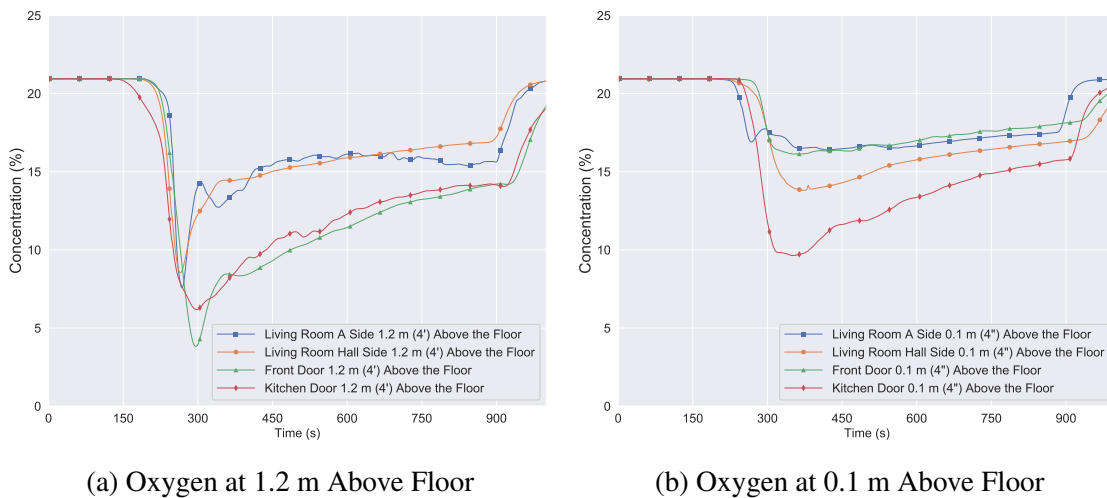 25
20
15
10
5
0
Concentration (%)
0 150 300 450 600 750 900
Time (s)
Living Room A Side 1.2 m (4') Above the Floor
Living Room Hall Side 1.2 m (4') Above the Floor
Front Door 1.2 m (4') Above the Floor
Kitchen Door 1.2 m (4') Above the Floor
(a) Oxygen at 1.2 m Above Floor
25
20
15
10
5
0
Concentration (%)
0 150 300 450 600 750 900
Time (s)
Living Room A Side 0.1 m (4") Above the Floor
Living Room Hall Side 0.1 m (4") Above the Floor
Front Door 0.1 m (4") Above the Floor
Kitchen Door 0.1 m (4") Above the Floor
(b) Oxygen at 0.1 m Above Floor